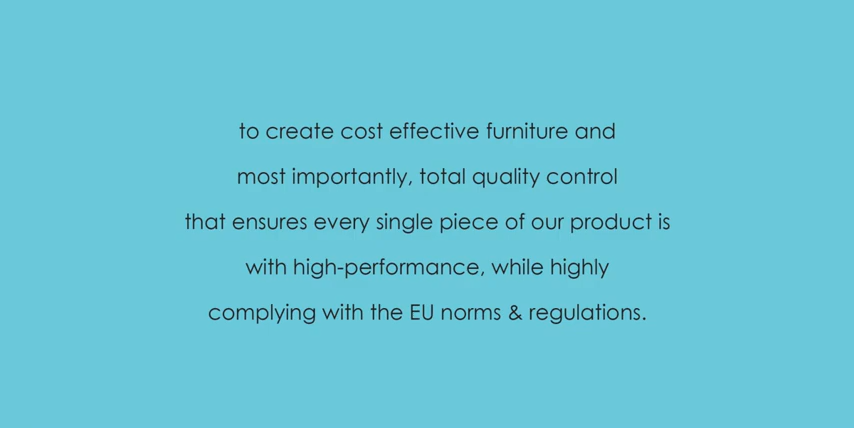 to create cost effective furniture and
most importantly, total quality control
that ensures every single piece of our product is
with high-performance, while highly
complying with the EU norms & regulations.